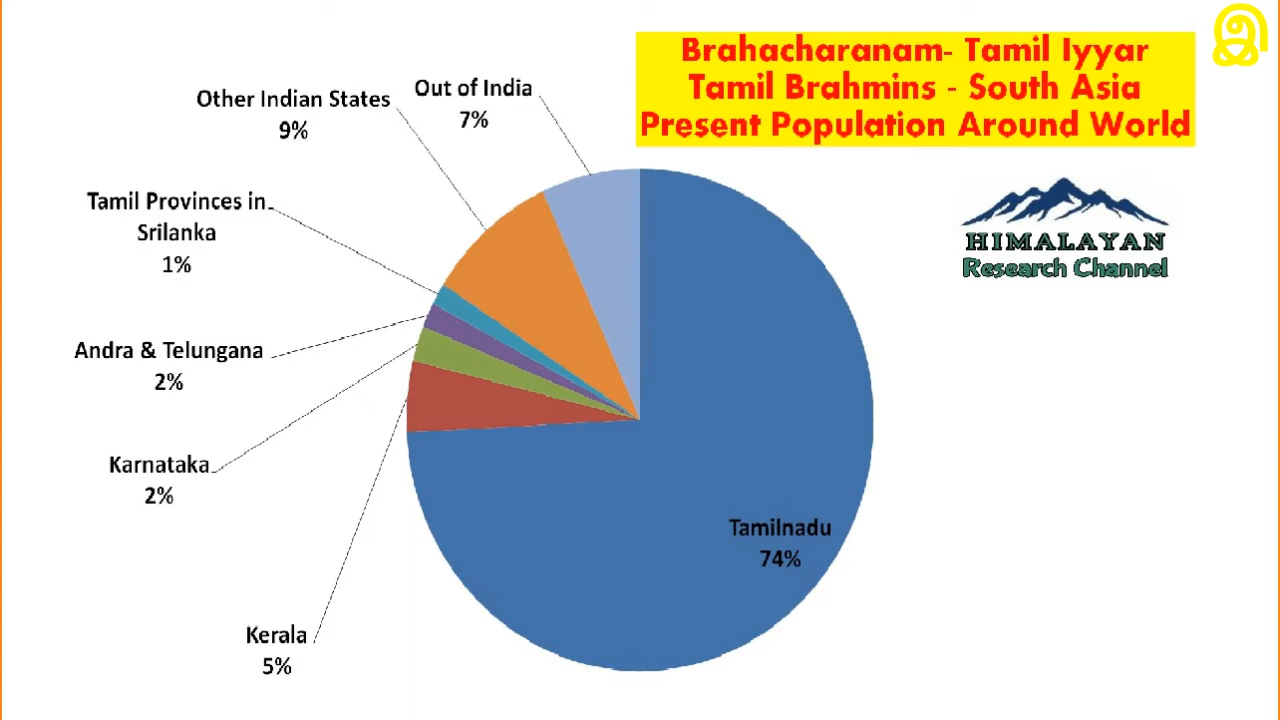 Brahacharanam- Tamil Iyyar
Tamil Brahmins - South Asia
Present Population Around World
இ
HIMALAYAN
Research Channel
Out of India
7%
Other Indian States
9%
Tamil Provinces in
Srilanka
1%
Andra & Telungana
2%
Karnataka
2%
Kerala
5%
Tamilnadu
74%